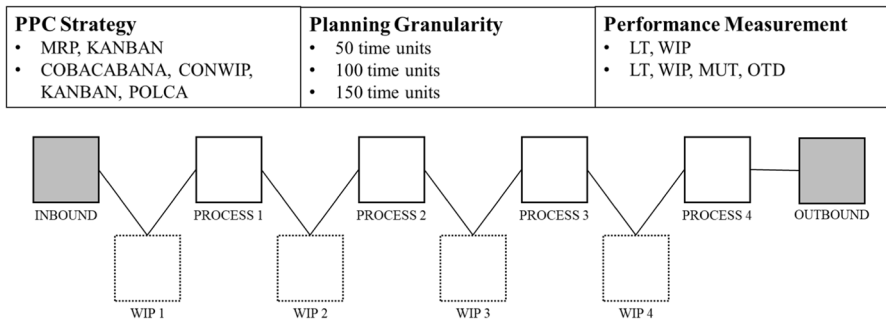 PPC Strategy
• MRP, KANBAN
• COBACABANA, CONWIP,
KANBAN, POLCA
Planning Granularity
• 50 time units
• 100 time units
• 150 time units
Performance Measurement
• LT, WIP
• LT, WIP, MUT, OTD
INBOUND
PROCESS 1
PROCESS 2
PROCESS 3
PROCESS 4
OUTBOUND
WIP 1
WIP 2
WIP 3
WIP 4